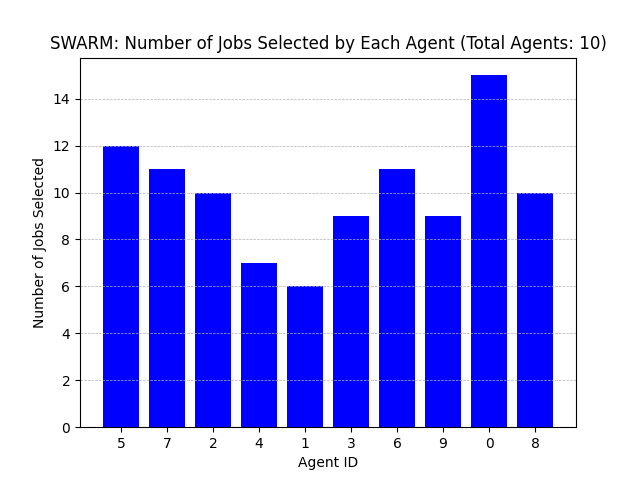 SWARM: Number of Jobs Selected by Each Agent (Total Agents: 10)
Number of Jobs Selected
14
12
10
8
6
4
2
0
5 7 2 4 1 3 6 9 0 8
Agent ID